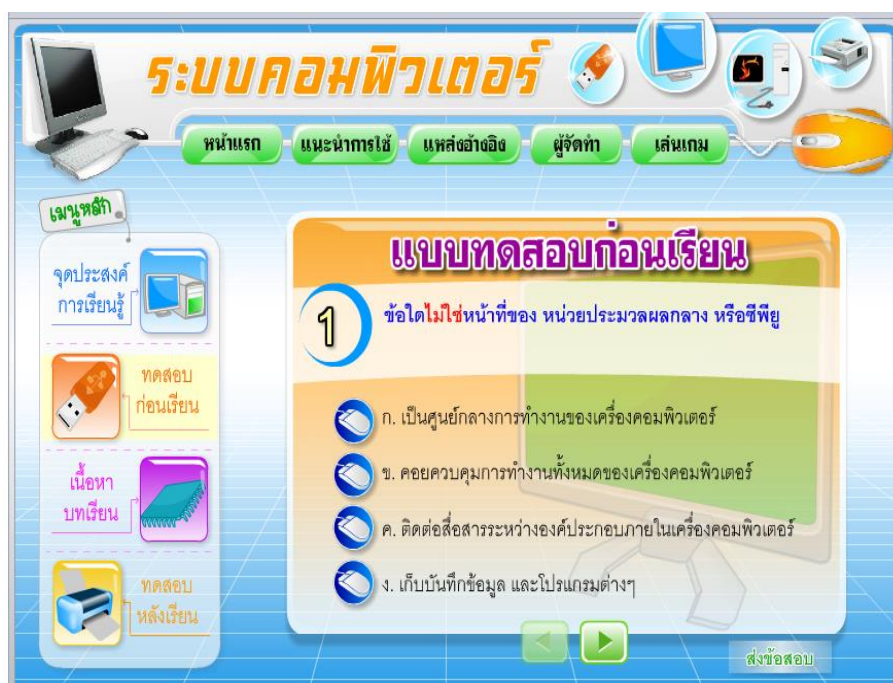 ระบบคอมพิวเตอร์
หน้าแรก แนะนำการใช้ แหล่งอ้างอิง ผู้จัดทำ เล่นเกม
เมนูหลัก
จุดประสงค์
การเรียนรู้
ทดสอบ
ก่อนเรียน
เนื้อหา
บทเรียน
ทดสอบ
หลังเรียน
แบบทดสอบก่อนเรียน
1 ข้อใดไม่ใช่หน้าที่ของ หน่วยประมวลผลกลาง หรือซีพียู
ก. เป็นศูนย์กลางการทำงานของเครื่องคอมพิวเตอร์
ข. คอยควบคุมการทำงานทั้งหมดของเครื่องคอมพิวเตอร์
ค. ติดต่อสื่อสารระหว่างองค์ประกอบภายในเครื่องคอมพิวเตอร์
ง. เก็บบันทึกข้อมูล และโปรแกรมต่างๆ
ส่งข้อสอบ